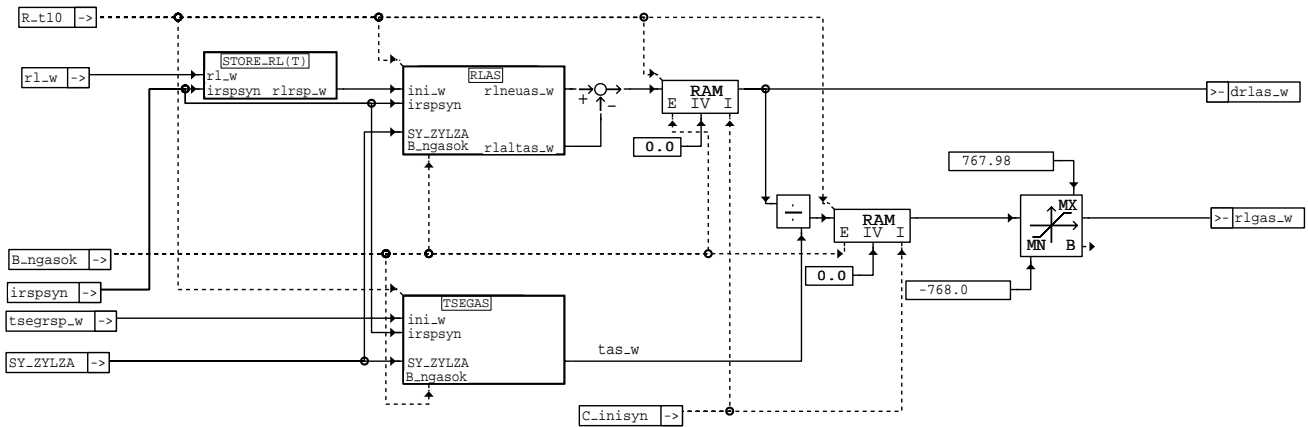 R_t10 ->
STORE_RL(T)
rl_w ->
rl_w
irspsyn rlrsp_w
RLAS
ini_w rlneuas_w
irspsyn
SY_ZYLZA
B_ngasok rlaltas_w
+
−
RAM
E IV I
0.0
>- drlas_w
767.98
÷
RAM
E IV I
0.0
MX
MN B
>- rlgas_w
-768.0
B_ngasok ->
irspsyn ->
tsegrsp_w ->
SY_ZYLZA ->
TSEGAS
ini_w
irspsyn
SY_ZYLZA
B_ngasok
tas_w
C_inisyn ->